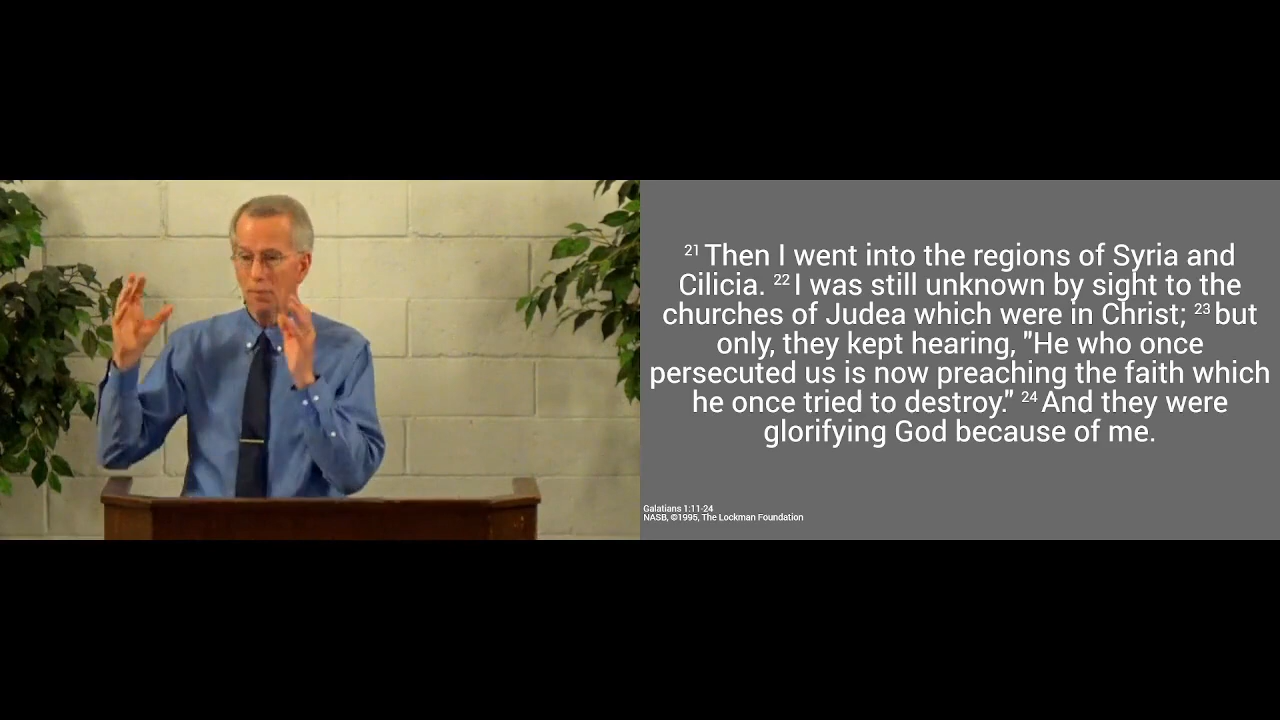 21 Then I went into the regions of Syria and
Cilicia. 22 I was still unknown by sight to the
churches of Judea which were in Christ; 23 but
only, they kept hearing, "He who once
persecuted us is now preaching the faith which
he once tried to destroy." 24 And they were
glorifying God because of me.
Galatians 1:11-24
NASB, ©1995, The Lockman Foundation